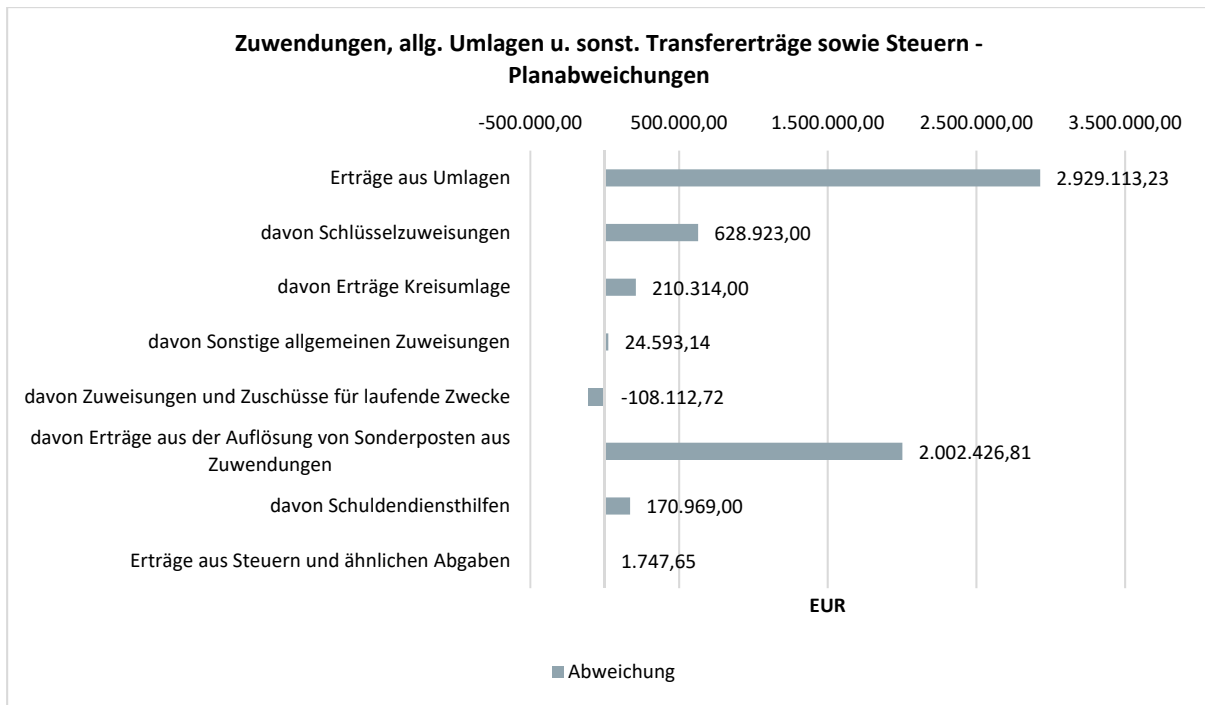 Zuwendungen, allg. Umlagen u. sonst. Transfererträge sowie Steuern -
Planabweichungen
-500.000,00 500.000,00 1.500.000,00 2.500.000,00 3.500.000,00
Erträge aus Umlagen 2.929.113,23
davon Schlüsselzuweisungen 628.923,00
davon Erträge Kreisumlage 210.314,00
davon Sonstige allgemeinen Zuweisungen 24.593,14
davon Zuweisungen und Zuschüsse für laufende Zwecke -108.112,72
davon Erträge aus der Auflösung von Sonderposten aus
Zuwendungen 2.002.426,81
davon Schuldendiensthilfen 170.969,00
Erträge aus Steuern und ähnlichen Abgaben 1.747,65
EUR
Abweichung